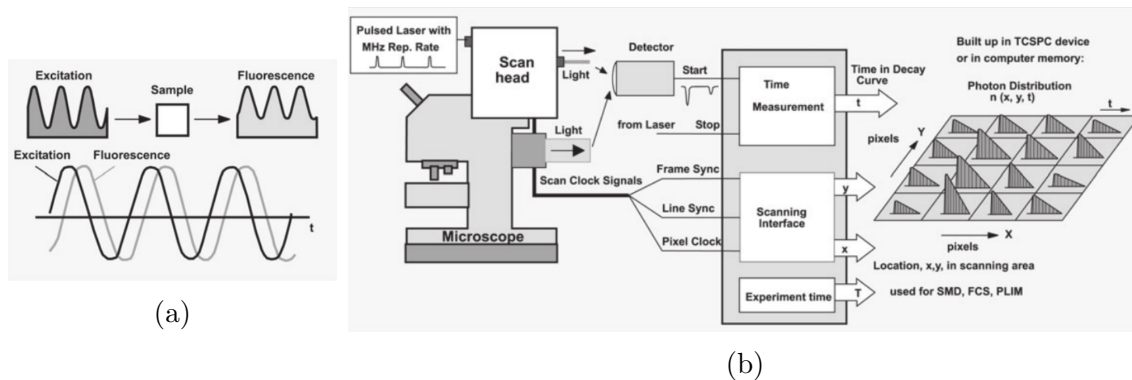 Excitation
Sample
Fluorescence
Excitation Fluorescence
t
(a)
Pulsed Laser with
MHz Rep. Rate
Scan
head
Light
Light
Microscope
Scan Clock Signals
Detector
Start
from Laser Stop
Frame Sync
Line Sync
Pixel Clock
Time
Measurement
Scanning
Interface
Experiment time
Time in Decay
Curve
t
y
x
T
Built up in TCSPC device
or in computer memory:
Photon Distribution
n (x, y, t)
t
pixels
Y
X
pixels
Location, x,y, in scanning area
used for SMD, FCS, PLIM
(b)